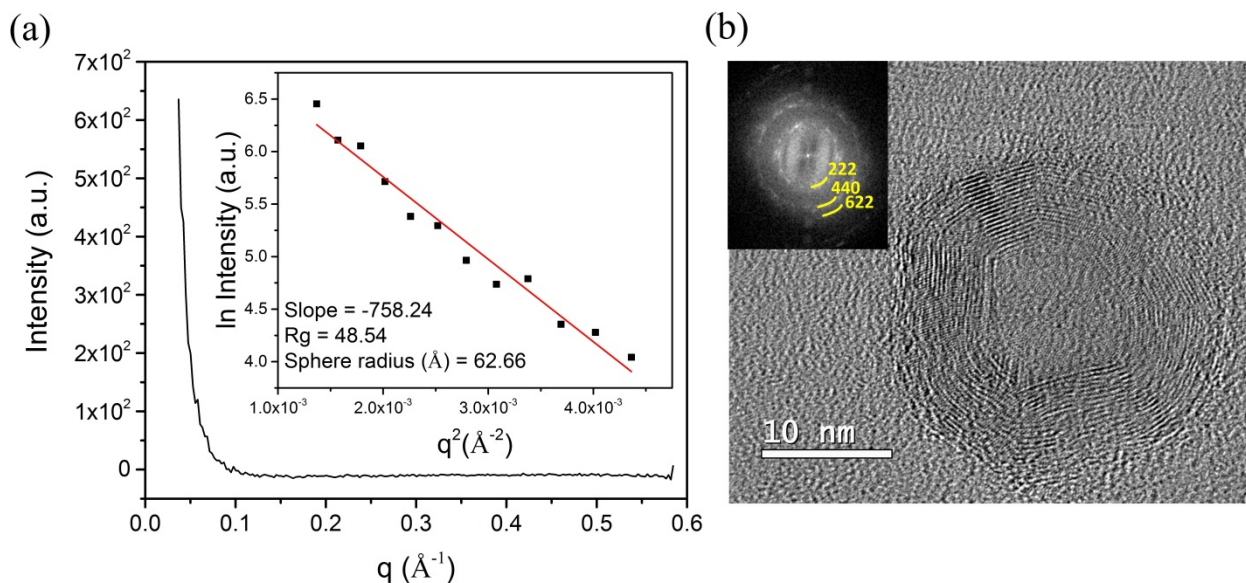 (a)
7x10²
6x10²
5x10²
4x10²
3x10²
2x10²
1x10²
0
Intensity (a.u.)
0.0 0.1 0.2 0.3 0.4 0.5 0.6
q (Å⁻¹)
6.5
6.0
5.5
5.0
4.5
4.0
ln Intensity (a.u.)
Slope = -758.24
Rg = 48.54
Sphere radius (Å) = 62.66
1.0x10⁻³ 2.0x10⁻³ 3.0x10⁻³ 4.0x10⁻³
q²(Å⁻²)
(b)
222
440
622
10 nm